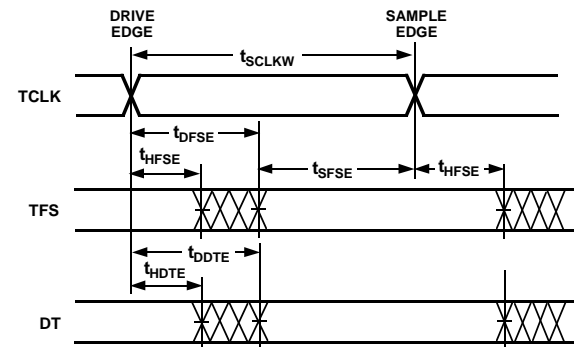 DRIVE EDGE
SAMPLE EDGE
tSCLKW
TCLK
tDFSE
tHFSE
tSFSE
tHFSE
TFS
tDDTE
tHDTE
DT